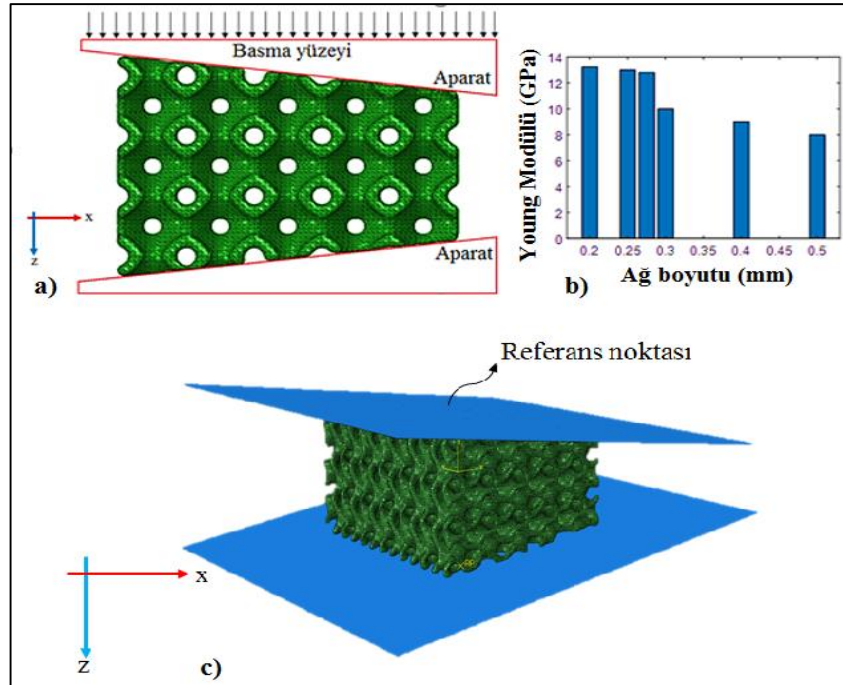 Basma yüzeyi
Aparat
x
z
Aparat
a)
Young Modülü (GPa)
14
12
10
8
6
4
2
0
0.2 0.25 0.3 0.35 0.4 0.45 0.5
b)
Ağ boyutu (mm)
Referans noktası
x
z
c)